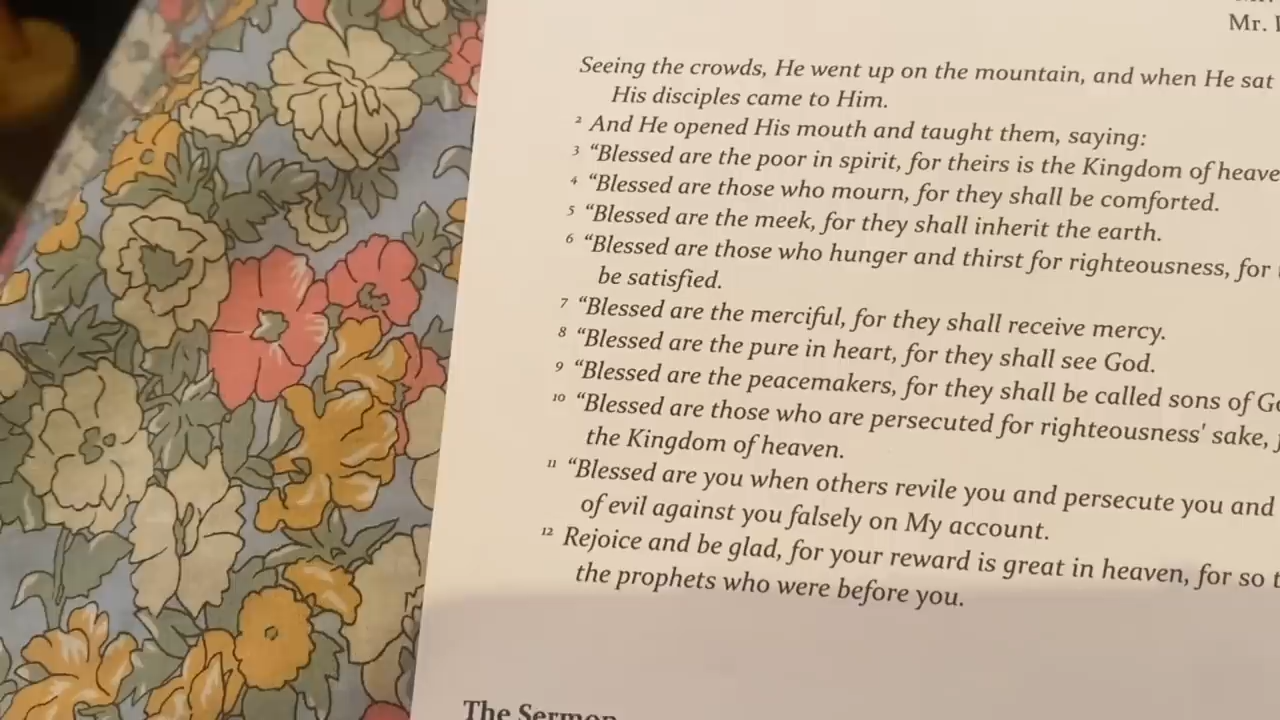 Mr.
Seeing the crowds, He went up on the mountain, and when He sat
His disciples came to Him.
2 And He opened His mouth and taught them, saying:
3 “Blessed are the poor in spirit, for theirs is the Kingdom of heave
4 “Blessed are those who mourn, for they shall be comforted.
5 “Blessed are the meek, for they shall inherit the earth.
6 “Blessed are those who hunger and thirst for righteousness, for
be satisfied.
7 “Blessed are the merciful, for they shall receive mercy.
8 “Blessed are the pure in heart, for they shall see God.
9 “Blessed are the peacemakers, for they shall be called sons of Go
10 “Blessed are those who are persecuted for righteousness' sake,
the Kingdom of heaven.
11 “Blessed are you when others revile you and persecute you and
of evil against you falsely on My account.
12 Rejoice and be glad, for your reward is great in heaven, for so t
the prophets who were before you.
The Sermon